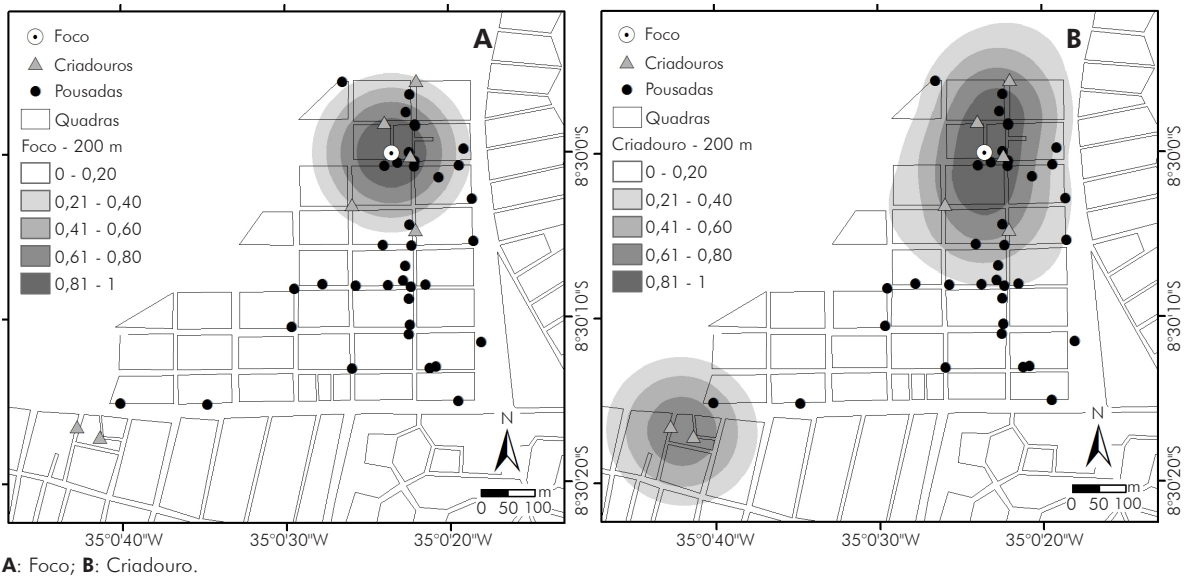 A
Foco
Criadouros
Pousadas
Quadras
Foco - 200 m
0 - 0,20
0,21 - 0,40
0,41 - 0,60
0,61 - 0,80
0,81 - 1
N
m
0 50 100
8°30'0"S
8°30'10"S
8°30'20"S
35°0'40"W
35°0'30"W
35°0'20"W
B
Foco
Criadouros
Pousadas
Quadras
Criadouro - 200 m
0 - 0,20
0,21 - 0,40
0,41 - 0,60
0,61 - 0,80
0,81 - 1
N
m
0 50 100
8°30'0"S
8°30'10"S
8°30'20"S
35°0'40"W
35°0'30"W
35°0'20"W
A: Foco; B: Criadouro.